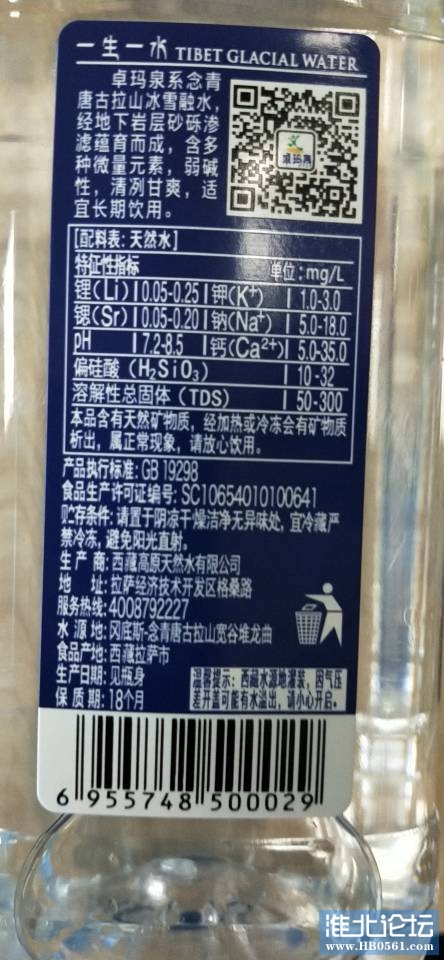 一生一水 TIBET GLACIAL WATER
卓玛泉系念青
唐古拉山冰雪融水，
经地下岩层砂砾渗
滤蕴育而成，含多
种微量元素，弱碱
性，清冽甘爽，适
宜长期饮用。
卓玛泉
[配料表:天然水]
特征性指标 单位:mg/L
锂(Li) 0.05-0.25 钾(K⁺) 1.0-3.0
锶(Sr) 0.05-0.20 钠(Na⁺) 5.0-18.0
pH 7.2-8.5 钙(Ca²⁺) 5.0-35.0
偏硅酸（H₂SiO₃） 10-32
溶解性总固体（TDS） 50-300
本品含有天然矿物质，经加热或冷冻会有矿物质
析出，属正常现象，请放心饮用。
产品执行标准:GB 19298
食品生产许可证编号:SC10654010100641
贮存条件:请置于阴凉干燥洁净无异味处，宜冷藏严
禁冷冻，避免阳光直射。
生产商:西藏高原天然水有限公司
地址:拉萨经济技术开发区格桑路
服务热线:4008792227
水源地:冈底斯-念青唐古拉山宽谷堆龙曲
食品产地:西藏拉萨市
生产日期:见瓶身
保质期:18个月
温馨提示：西藏水源地灌装，因气压
差开盖可能有水溢出，请小心开启。
6 955748 500029
淮北论坛
www.HB0561.com